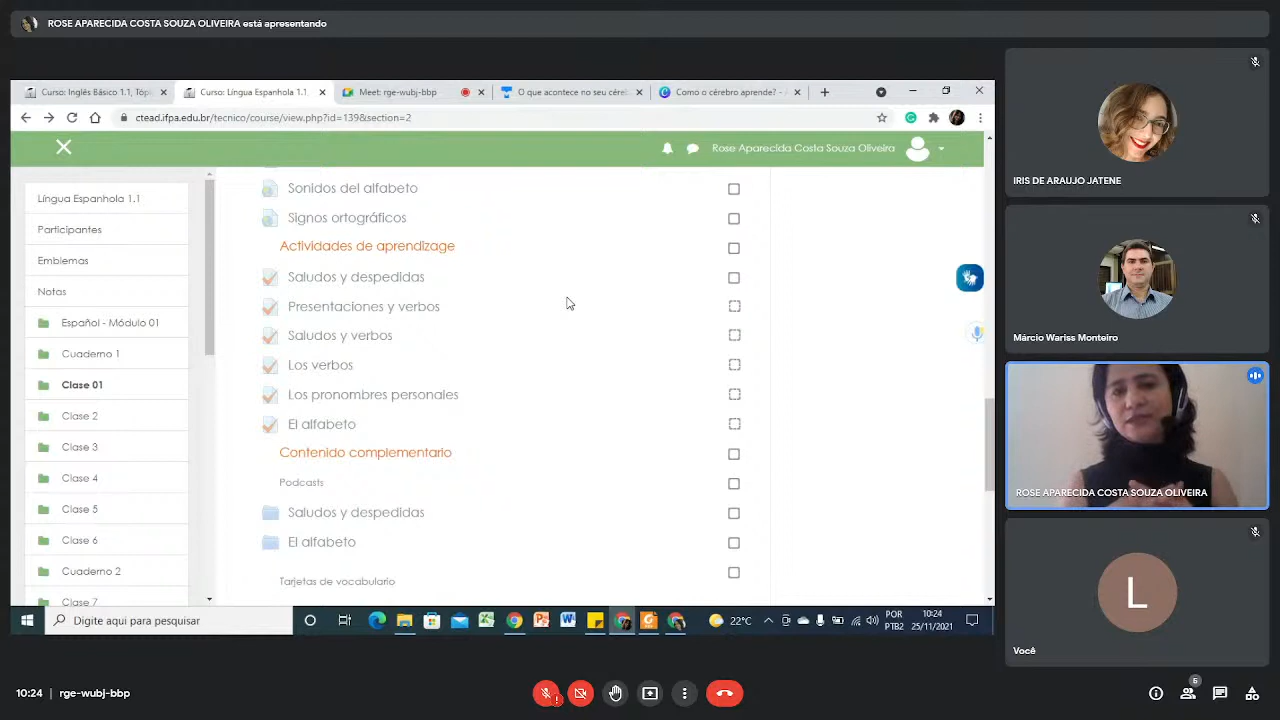 ROSE APARECIDA COSTA SOUZA OLIVEIRA está apresentando
Curso: Inglês Básico 1.1, Tópi
Curso: Língua Espanhola 1.1
Meet: rge-wubj-bbp
O que acontece no seu céreb
Como o cérebro aprende? - A
ctead.ifpa.edu.br/tecnico/course/view.php?id=139&section=2
Rose Aparecida Costa Souza Oliveira
Língua Espanhola 1.1
Participantes
Emblemas
Notas
Español - Módulo 01
Cuaderno 1
Clase 01
Clase 2
Clase 3
Clase 4
Clase 5
Clase 6
Cuaderno 2
Clase 7
Sonidos del alfabeto
Signos ortográficos
Actividades de aprendizage
Saludos y despedidas
Presentaciones y verbos
Saludos y verbos
Los verbos
Los pronombres personales
El alfabeto
Contenido complementario
Podcasts
Saludos y despedidas
El alfabeto
Tarjetas de vocabulario
Digite aqui para pesquisar
22°C
POR
PTB2
10:24
25/11/2021
IRIS DE ARAUJO JATENE
Márcio Wariss Monteiro
ROSE APARECIDA COSTA SOUZA OLIVEIRA
L
Você
10:24 | rge-wubj-bbp
5